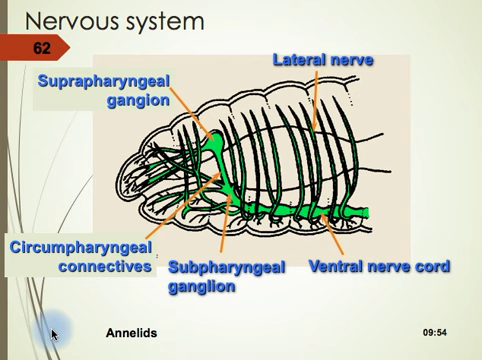 Nervous system
62
Lateral nerve
Suprapharyngeal
gangion
Circumpharyngeal
connectives
Subpharyngeal
ganglion
Ventral nerve cord
Annelids
09:54